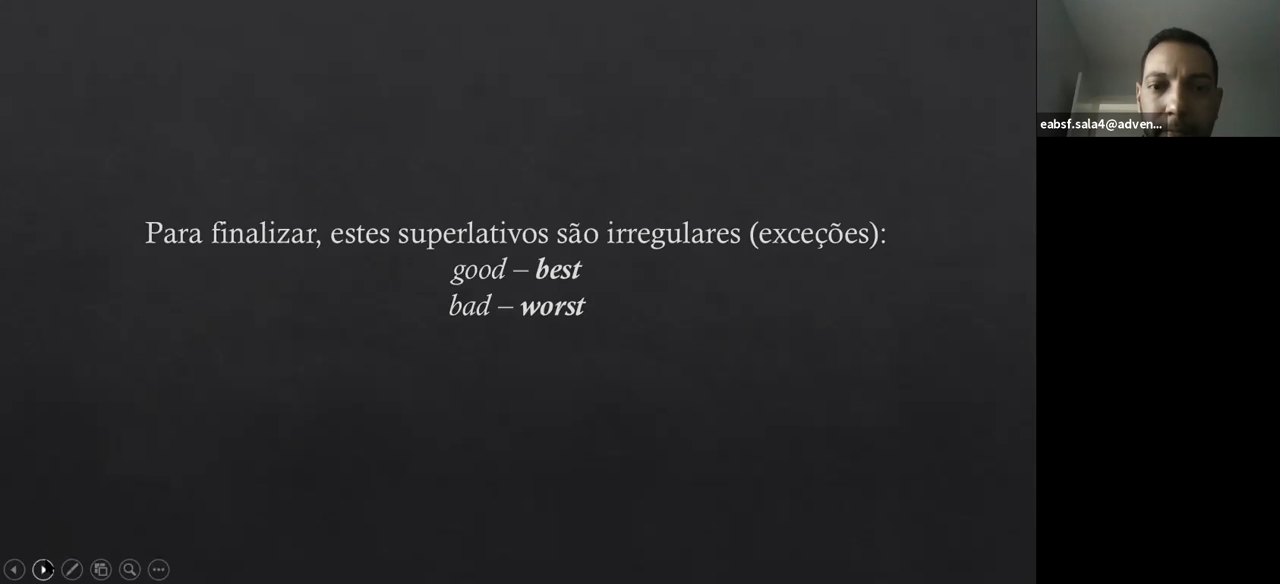 Para finalizar, estes superlativos são irregulares (exceções):
good – best
bad – worst
eabsf.sala4@adven...